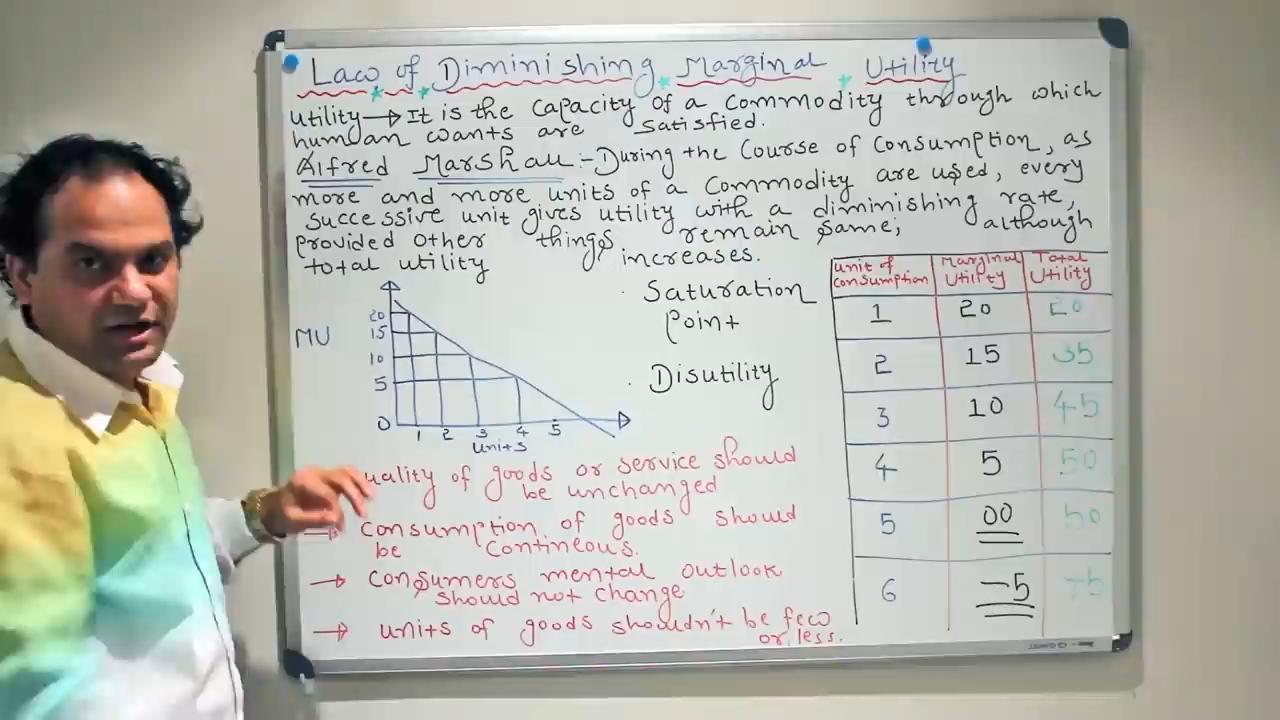 Law of Diminishing Marginal Utility
Utility → It is the capacity of a commodity through which
human wants are satisfied.
Alfred Marshall :- During the Course of Consumption, as
more and more units of a Commodity are used, every
successive unit gives utility with a diminishing rate,
provided other things remain same, although
total utility increases.
Saturation
Point
Disutility
MU
20
15
10
5
0
1 2 3 4 5
Units
uality of goods or service should
be unchanged
→ Consumption of goods should
be contineous.
→ Consumers mental outlook
should not change
→ units of goods shouldn't be few
or less.
Unit of Consumption Marginal Utility Total Utility
1 20 20
2 15 35
3 10 45
4 5 50
5 00 50
6 -5